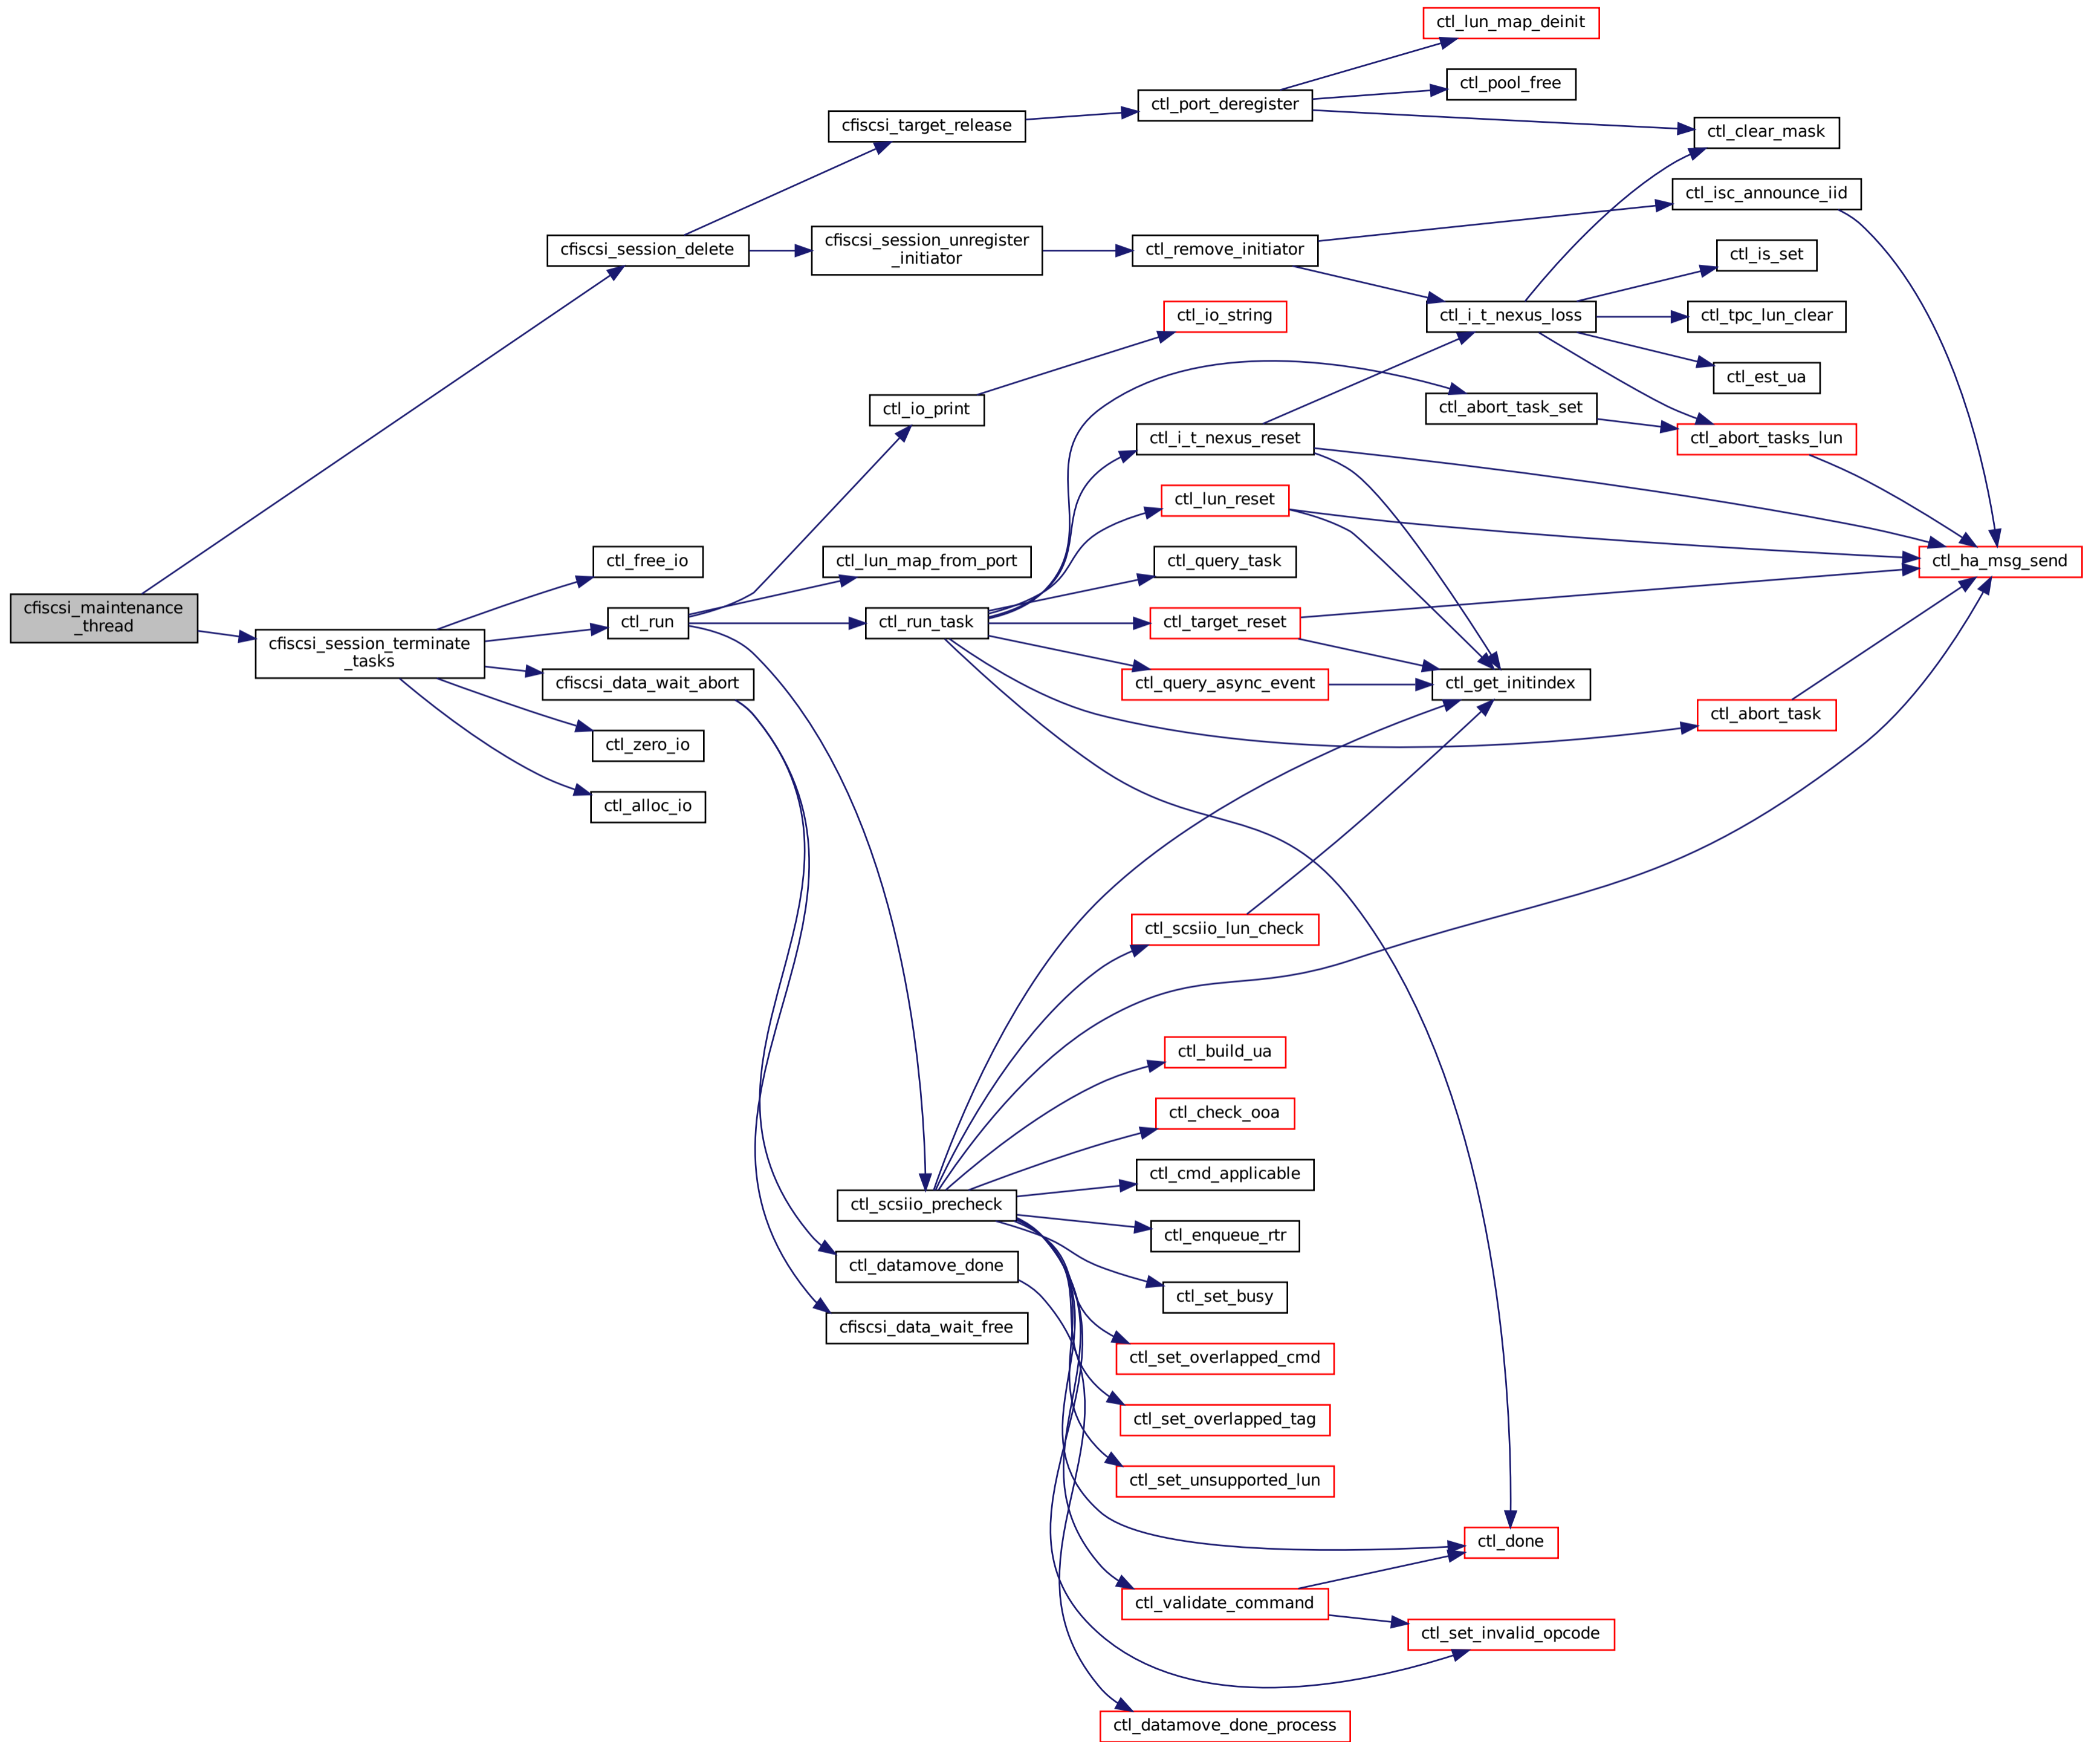 ctl_lun_map_deinit
ctl_pool_free
ctl_port_deregister
cfiscsi_target_release
ctl_clear_mask
ctl_isc_announce_iid
cfiscsi_session_delete
cfiscsi_session_unregister
_initiator
ctl_remove_initiator
ctl_is_set
ctl_io_string
ctl_i_t_nexus_loss
ctl_tpc_lun_clear
ctl_est_ua
ctl_io_print
ctl_abort_task_set
ctl_i_t_nexus_reset
ctl_abort_tasks_lun
ctl_lun_reset
ctl_free_io
ctl_lun_map_from_port
ctl_query_task
ctl_ha_msg_send
cfiscsi_maintenance
_thread
ctl_run
ctl_run_task
ctl_target_reset
cfiscsi_session_terminate
_tasks
cfiscsi_data_wait_abort
ctl_query_async_event
ctl_get_initindex
ctl_abort_task
ctl_zero_io
ctl_alloc_io
ctl_scsiio_lun_check
ctl_build_ua
ctl_check_ooa
ctl_cmd_applicable
ctl_scsiio_precheck
ctl_enqueue_rtr
ctl_datamove_done
ctl_set_busy
cfiscsi_data_wait_free
ctl_set_overlapped_cmd
ctl_set_overlapped_tag
ctl_set_unsupported_lun
ctl_done
ctl_validate_command
ctl_set_invalid_opcode
ctl_datamove_done_process